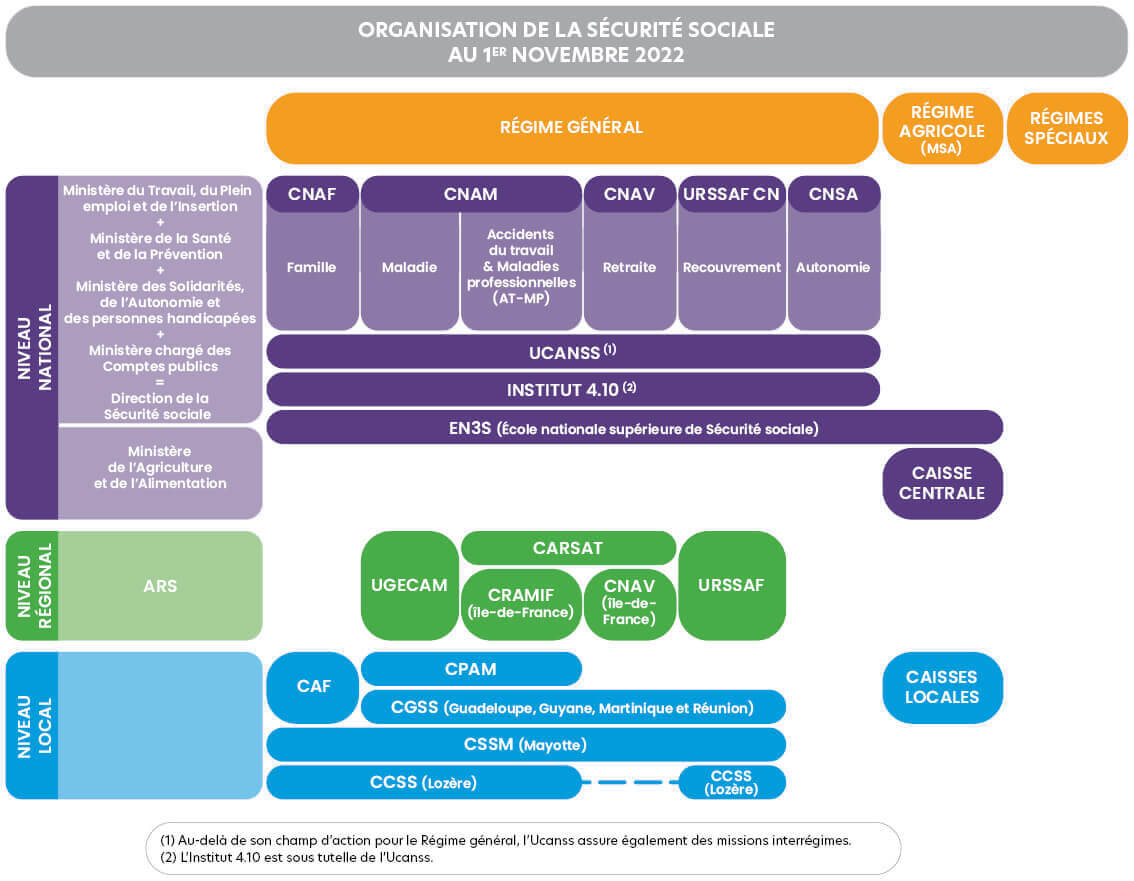 ORGANISATION DE LA SÉCURITÉ SOCIALE
AU 1ER NOVEMBRE 2022
RÉGIME GÉNÉRAL
RÉGIME
AGRICOLE
(MSA)
RÉGIMES
SPÉCIAUX
NIVEAU
NATIONAL
Ministère du Travail, du Plein
emploi et de l'Insertion
+
Ministère de la Santé
et de la Prévention
+
Ministère des Solidarités,
de l'Autonomie et
des personnes handicapées
+
Ministère chargé des
Comptes publics
=
Direction de la
Sécurité sociale
Ministère
de l'Agriculture
et de l'Alimentation
CNAF
Famille
CNAM
Maladie
Accidents
du travail
& Maladies
professionnelles
(AT-MP)
CNAV
Retraite
URSSAF CN
Recouvrement
CNSA
Autonomie
UCANSS (1)
INSTITUT 4.10 (2)
EN3S (École nationale supérieure de Sécurité sociale)
CAISSE
CENTRALE
NIVEAU
RÉGIONAL
ARS
UGECAM
CARSAT
CRAMIF
(île-de-France)
CNAV
(île-de-
France)
URSSAF
NIVEAU
LOCAL
CAF
CPAM
CGSS (Guadeloupe, Guyane, Martinique et Réunion)
CSSM (Mayotte)
CCSS (Lozère)
CCSS
(Lozère)
CAISSES
LOCALES
(1) Au-delà de son champ d'action pour le Régime général, l'Ucanss assure également des missions interrégimes.
(2) L'Institut 4.10 est sous tutelle de l'Ucanss.